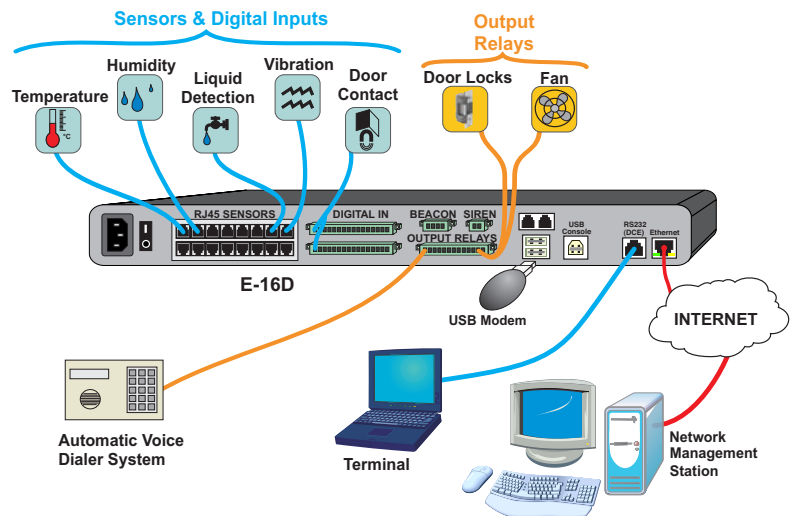 Sensors & Digital Inputs
Output
Relays
Temperature
Humidity
Liquid
Detection
Vibration
Door
Contact
Door Locks
Fan
°C
RJ45 SENSORS
DIGITAL IN
BEACON
SIREN
OUTPUT RELAYS
USB
Console
RS232
(DCE)
Ethernet
I
O
E-16D
USB Modem
INTERNET
Automatic Voice
Dialer System
Terminal
Network
Management
Station